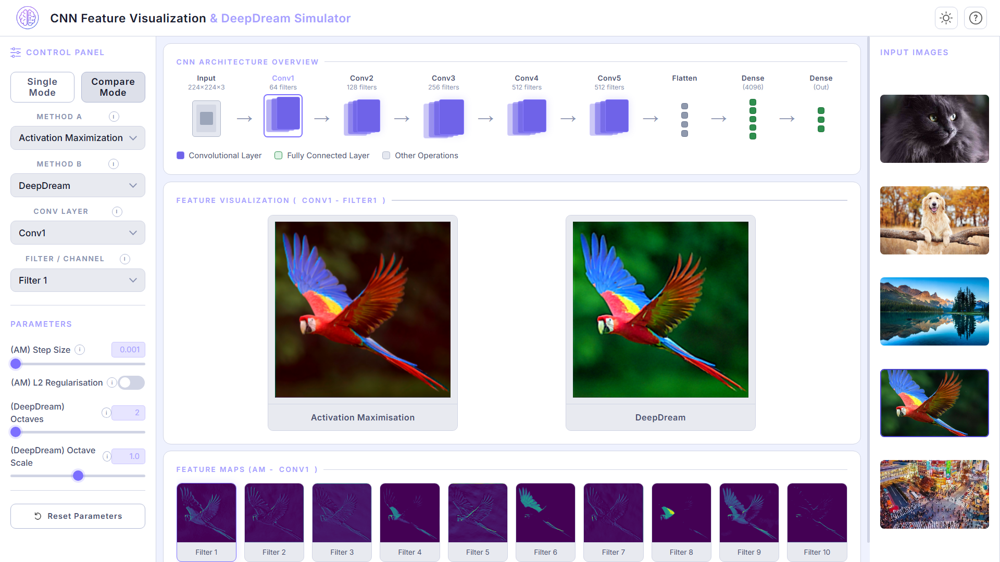 CNN Feature Visualization & DeepDream Simulator
?
CONTROL PANEL
Single Mode
Compare Mode
METHOD A
i
Activation Maximization
METHOD B
i
DeepDream
CONV LAYER
i
Conv1
FILTER / CHANNEL
i
Filter 1
PARAMETERS
(AM) Step Size
i
0.001
(AM) L2 Regularisation
i
(DeepDream)
Octaves
i
2
(DeepDream) Octave
Scale
i
1.0
Reset Parameters
CNN ARCHITECTURE OVERVIEW
Input
224×224×3
Conv1
64 filters
Conv2
128 filters
Conv3
256 filters
Conv4
512 filters
Conv5
512 filters
Flatten
Dense
(4096)
Dense
(Out)
Convolutional Layer
Fully Connected Layer
Other Operations
FEATURE VISUALIZATION ( CONV1 - FILTER1 )
Activation Maximisation
DeepDream
FEATURE MAPS (AM - CONV1 )
Filter 1
Filter 2
Filter 3
Filter 4
Filter 5
Filter 6
Filter 7
Filter 8
Filter 9
Filter 10
INPUT IMAGES